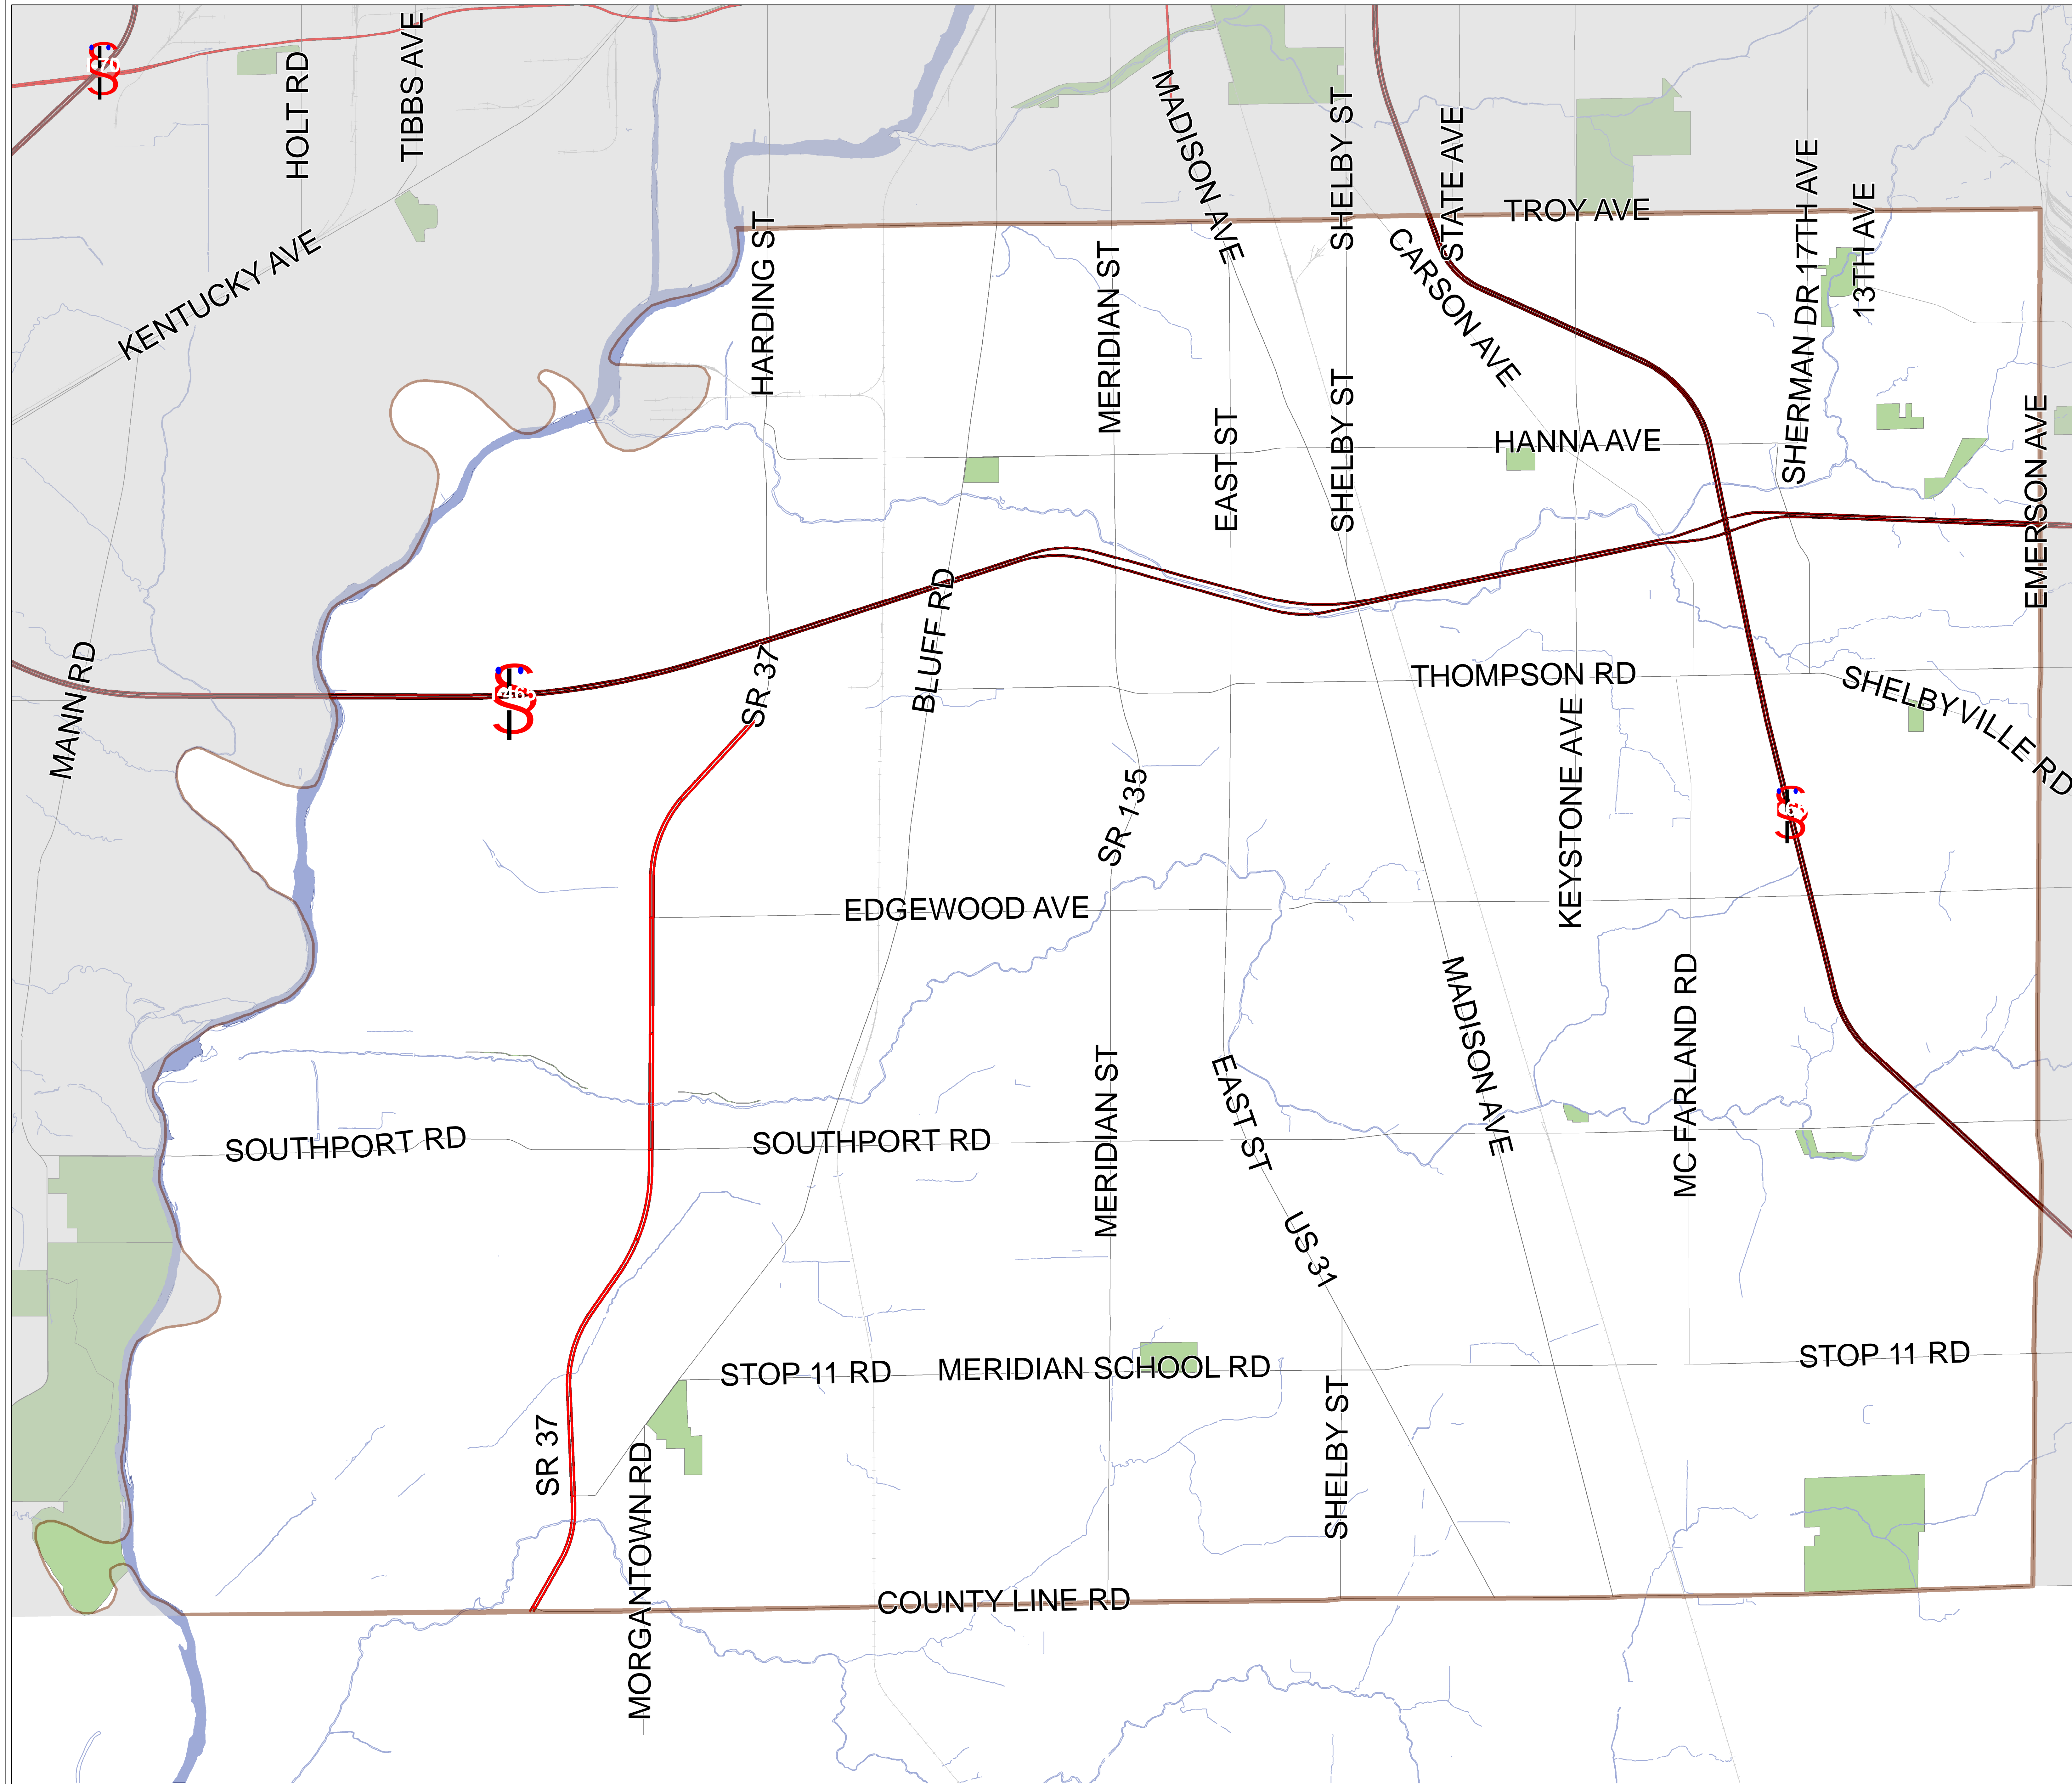 HOLT RD
TIBBS AVE
MADISON AVE
SHELBY ST
STATE AVE
TROY AVE
SHERMAN DR 17TH AVE
13TH AVE
KENTUCKY AVE
HARDING ST
MERIDIAN ST
CARSON AVE
EAST ST
SHELBY ST
HANNA AVE
EMERSON AVE
MANN RD
465
SR 37
BLUFF RD
THOMPSON RD
SHELBYVILLE RD
KEYSTONE AVE
SR 135
65
EDGEWOOD AVE
MADISON AVE
MC FARLAND RD
SOUTHPORT RD
SOUTHPORT RD
MERIDIAN ST
EAST ST
US 31
STOP 11 RD
MERIDIAN SCHOOL RD
STOP 11 RD
SR 37
MORGANTOWN RD
SHELBY ST
COUNTY LINE RD